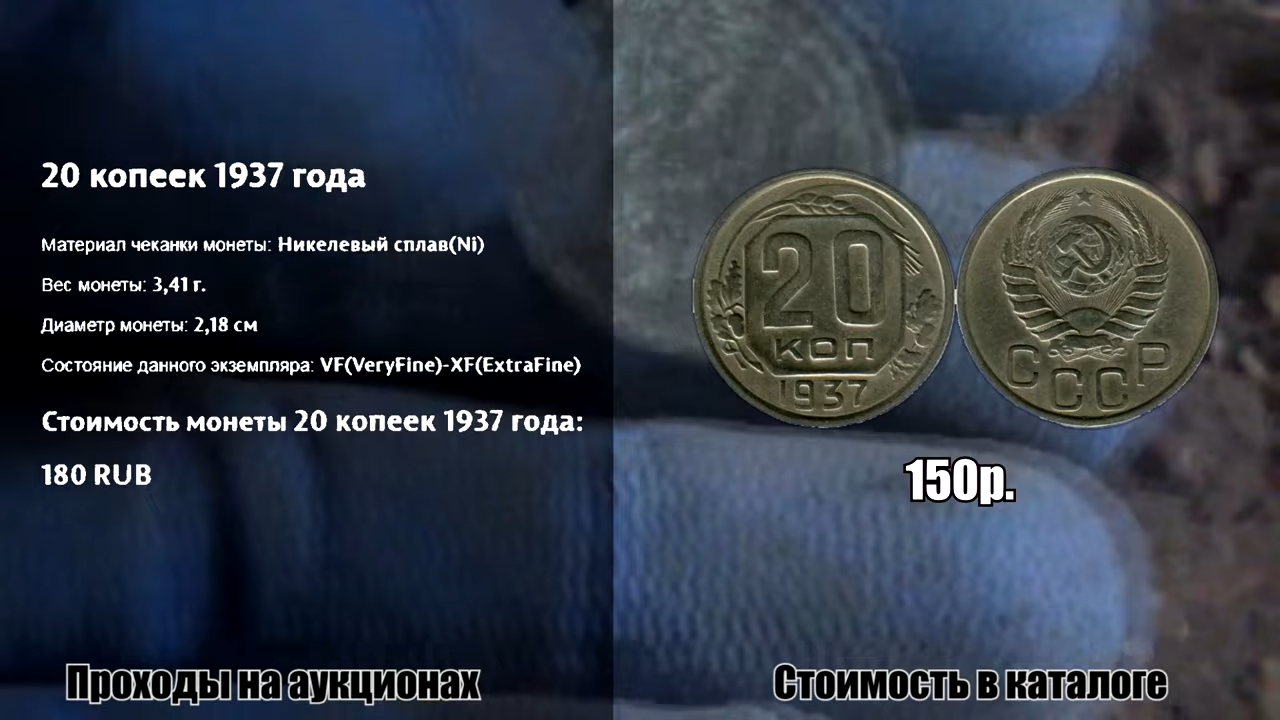 20 копеек 1937 года
Материал чеканки монеты: Никелевый сплав(Ni)
Вес монеты: 3,41 г.
Диаметр монеты: 2,18 см
Состояние данного экземпляра: VF(VeryFine)-XF(ExtraFine)
Стоимость монеты 20 копеек 1937 года:
180 RUB
Проходы на аукционах
20
КОП
1937
СССР
150р.
Стоимость в каталоге